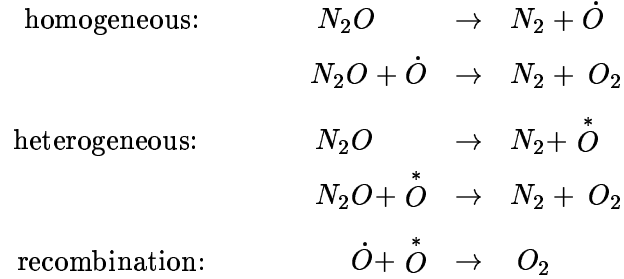 homogeneous: N₂O → N₂ + Ȯ
N₂O + Ȯ → N₂ + O₂
heterogeneous: N₂O → N₂+ O*
N₂O+ O* → N₂ + O₂
recombination: Ȯ+ O* → O₂